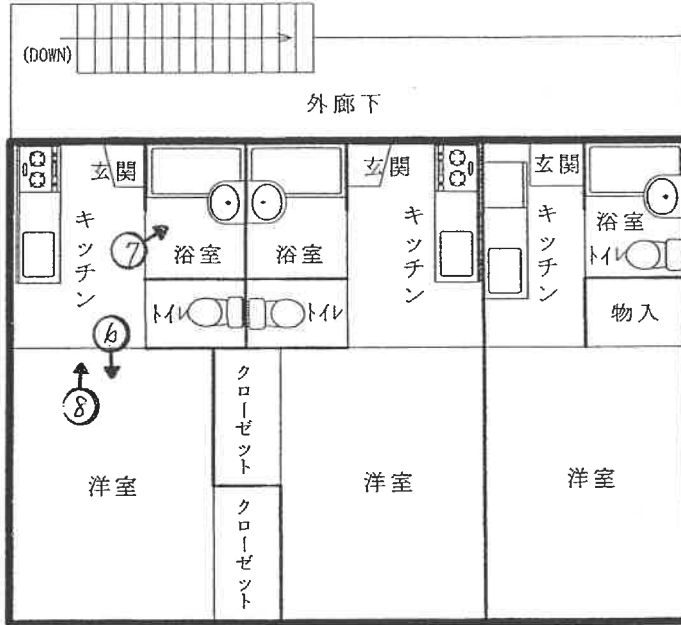 (DOWN)
外廊下
玄関
玄関
玄関
キッチン
浴室
浴室
キッチン
キッチン
浴室
⑦
トイレ
トイレ
トイレ
物入
⑥
⑧
クローゼット
洋室
洋室
洋室
クローゼット